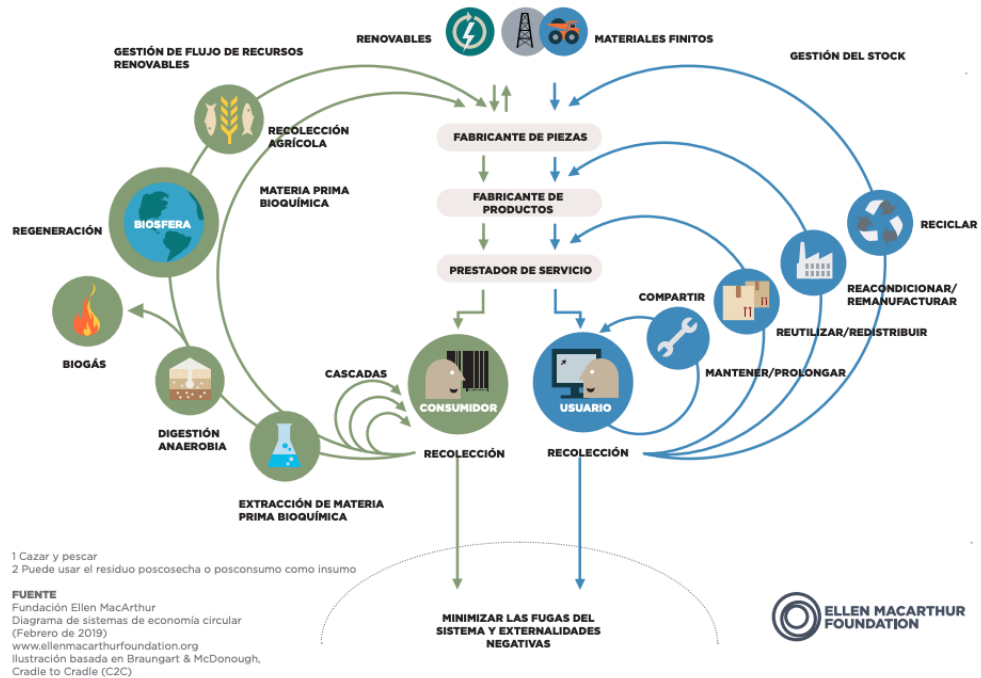 RENOVABLES
MATERIALES FINITOS
GESTIÓN DE FLUJO DE RECURSOS
RENOVABLES
GESTIÓN DEL STOCK
RECOLECCIÓN
AGRÍCOLA
FABRICANTE DE PIEZAS
MATERIA PRIMA
BIOQUÍMICA
FABRICANTE DE
PRODUCTOS
REGENERACIÓN
BIOSFERA
RECICLAR
PRESTADOR DE SERVICIO
REACONDICIONAR/
REMANUFACTURAR
COMPARTIR
REUTILIZAR/REDISTRIBUIR
BIOGÁS
CASCADAS
MANTENER/PROLONGAR
CONSUMIDOR
USUARIO
DIGESTIÓN
ANAEROBIA
RECOLECCIÓN
RECOLECCIÓN
EXTRACCIÓN DE MATERIA
PRIMA BIOQUÍMICA
1 Cazar y pescar
2 Puede usar el residuo poscosecha o posconsumo como insumo
FUENTE
Fundación Ellen MacArthur
Diagrama de sistemas de economía circular
(Febrero de 2019)
www.ellenmacarthurfoundation.org
Ilustración basada en Braungart & McDonough,
Cradle to Cradle (C2C)
MINIMIZAR LAS FUGAS DEL
SISTEMA Y EXTERNALIDADES
NEGATIVAS
ELLEN MACARTHUR
FOUNDATION